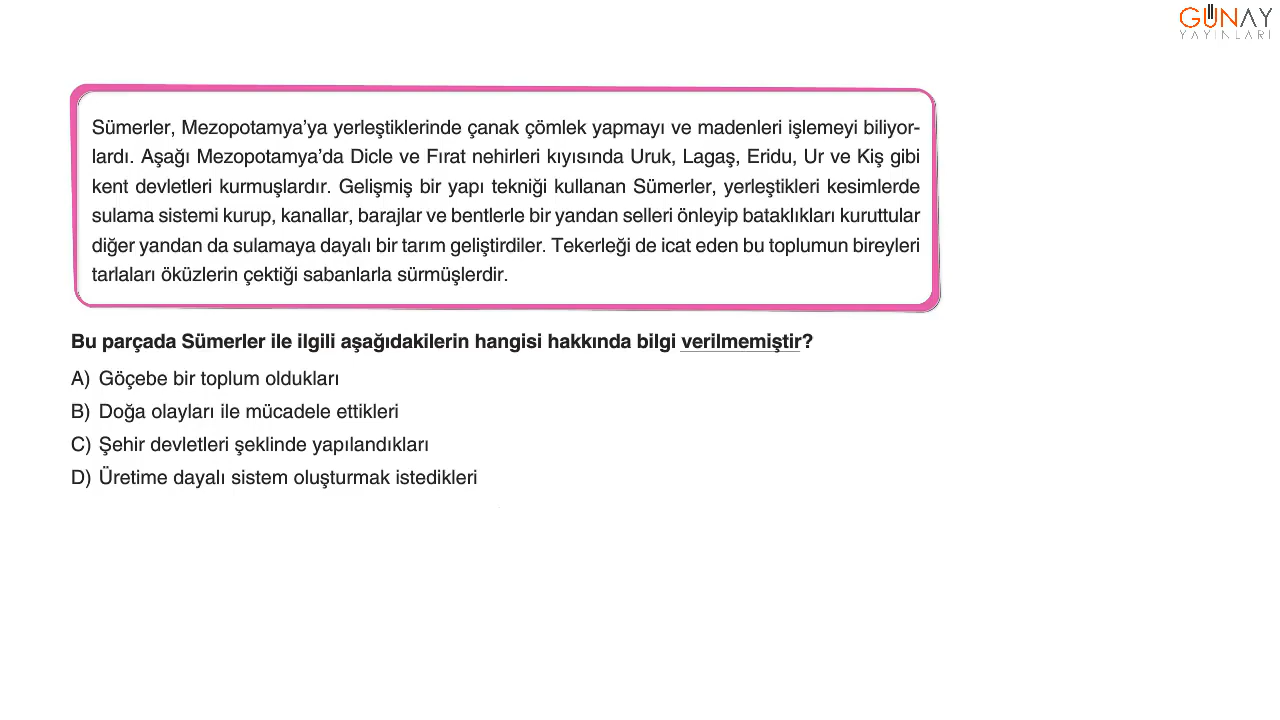 GÜNAY
YAYINLARI
Sümerler, Mezopotamya’ya yerleştiklerinde çanak çömlek yapmayı ve madenleri işlemeyi biliyor-
lardı. Aşağı Mezopotamya’da Dicle ve Fırat nehirleri kıyısında Uruk, Lagaş, Eridu, Ur ve Kiş gibi
kent devletleri kurmuşlardır. Gelişmiş bir yapı tekniği kullanan Sümerler, yerleştikleri kesimlerde
sulama sistemi kurup, kanallar, barajlar ve bentlerle bir yandan selleri önleyip bataklıkları kuruttular
diğer yandan da sulamaya dayalı bir tarım geliştirdiler. Tekerleği de icat eden bu toplumun bireyleri
tarlaları öküzlerin çektiği sabanlarla sürmüşlerdir.
Bu parçada Sümerler ile ilgili aşağıdakilerin hangisi hakkında bilgi verilmemiştir?
A) Göçebe bir toplum oldukları
B) Doğa olayları ile mücadele ettikleri
C) Şehir devletleri şeklinde yapılandıkları
D) Üretime dayalı sistem oluşturmak istedikleri